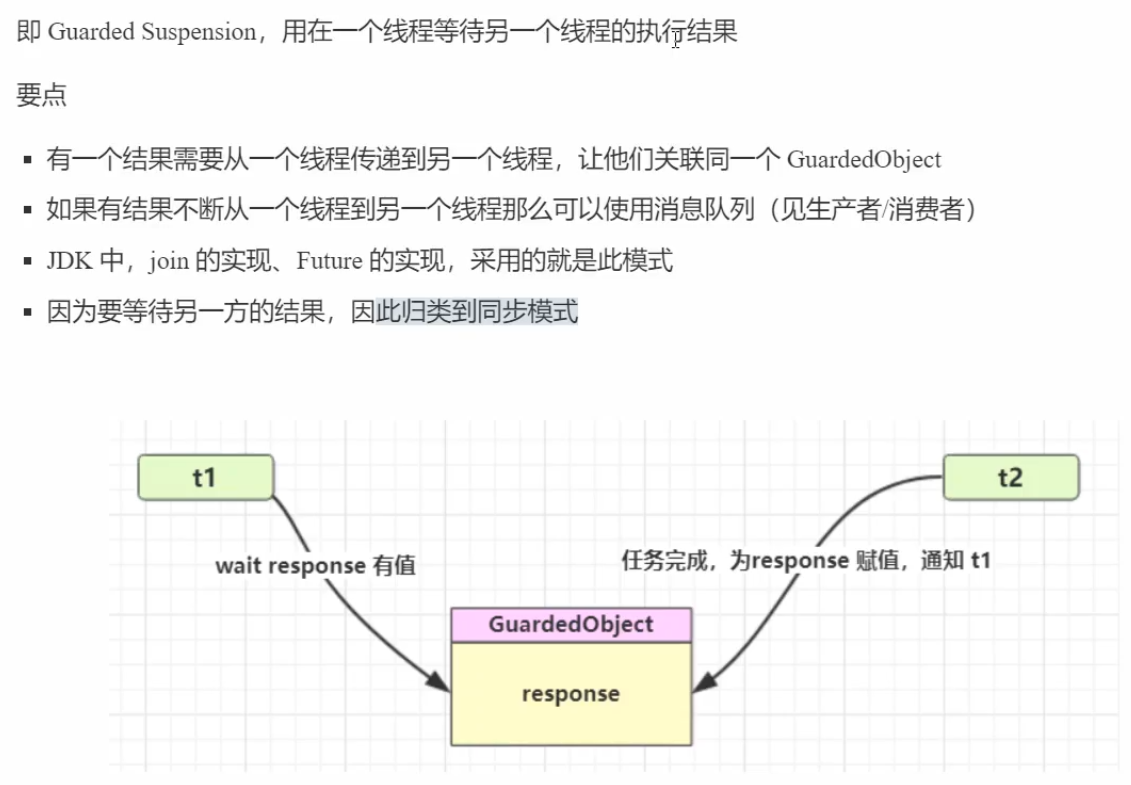 即 Guarded Suspension，用在一个线程等待另一个线程的执行结果
要点
▪ 有一个结果需要从一个线程传递到另一个线程，让他们关联同一个 GuardedObject
▪ 如果有结果不断从一个线程到另一个线程那么可以使用消息队列（见生产者/消费者）
▪ JDK 中，join 的实现、Future 的实现，采用的就是此模式
▪ 因为要等待另一方的结果，因此归类到同步模式
t1
t2
wait response 有值
任务完成，为response 赋值，通知 t1
GuardedObject
response